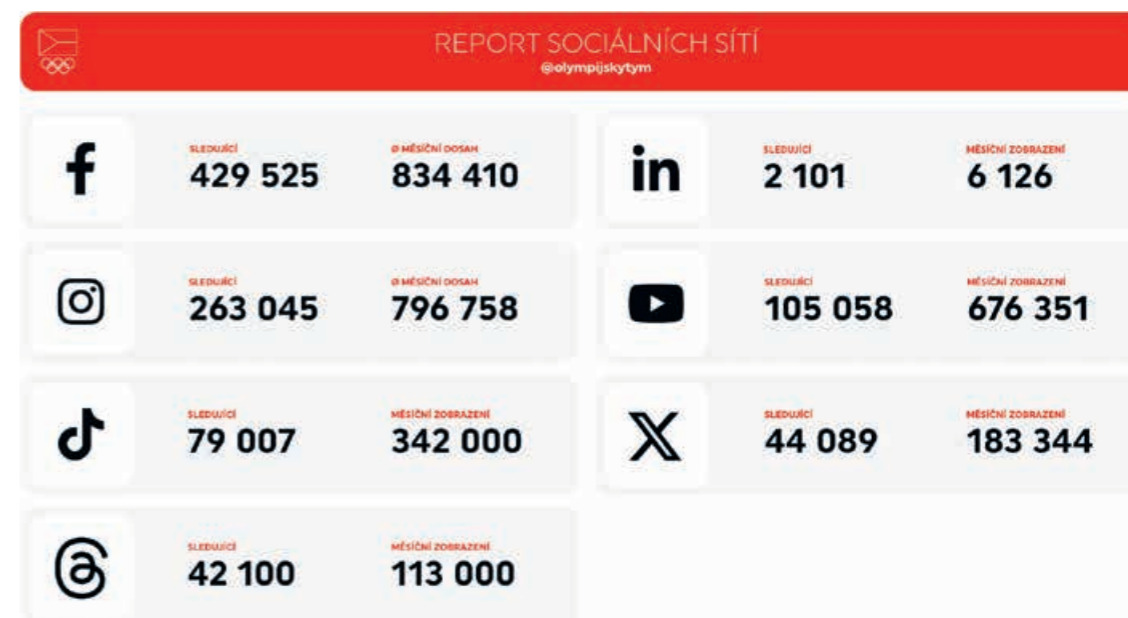 REPORT SOCIÁLNÍCH SÍTÍ
@olympijskytym
SLEDUJÍCÍ
429 525
Ø MĚSÍČNÍ DOSAH
834 410
SLEDUJÍCÍ
2 101
MĚSÍČNÍ ZOBRAZENÍ
6 126
SLEDUJÍCÍ
263 045
Ø MĚSÍČNÍ DOSAH
796 758
SLEDUJÍCÍ
105 058
MĚSÍČNÍ ZOBRAZENÍ
676 351
SLEDUJÍCÍ
79 007
MĚSÍČNÍ ZOBRAZENÍ
342 000
SLEDUJÍCÍ
44 089
MĚSÍČNÍ ZOBRAZENÍ
183 344
SLEDUJÍCÍ
42 100
MĚSÍČNÍ ZOBRAZENÍ
113 000